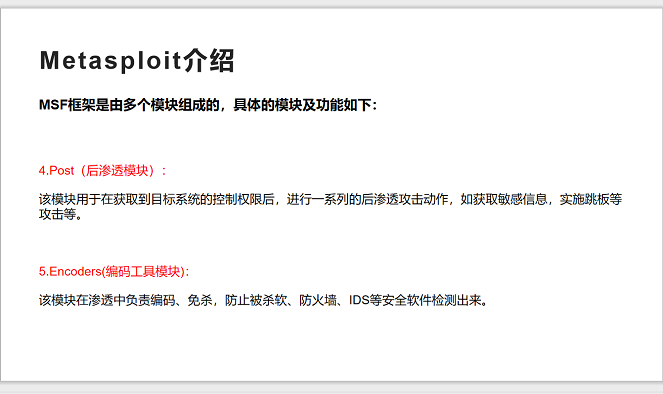 Metasploit介绍
MSF框架是由多个模块组成的，具体的模块及功能如下：
4.Post（后渗透模块）：
该模块用于在获取到目标系统的控制权限后，进行一系列的后渗透攻击动作，如获取敏感信息，实施跳板等
攻击等。
5.Encoders(编码工具模块):
该模块在渗透中负责编码、免杀，防止被杀软、防火墙、IDS等安全软件检测出来。